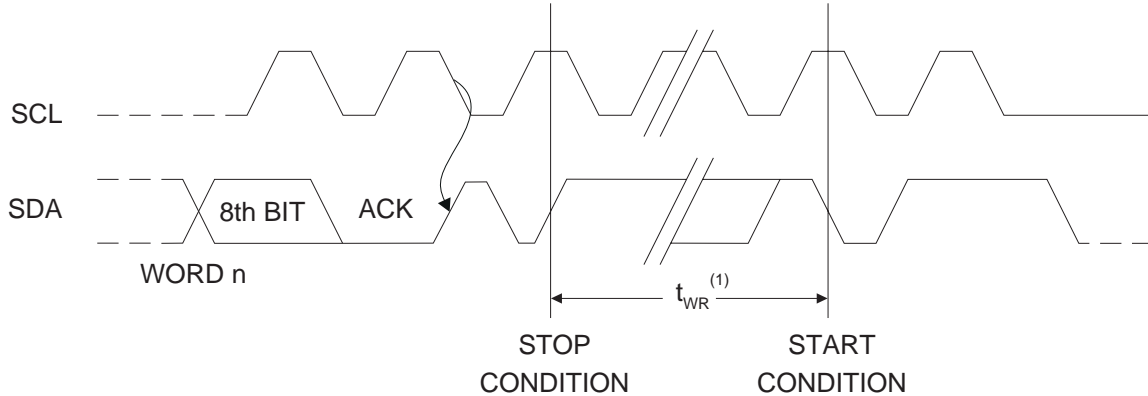 SCL
SDA
8th BIT
ACK
WORD n
tWR(1)
STOP
CONDITION
START
CONDITION